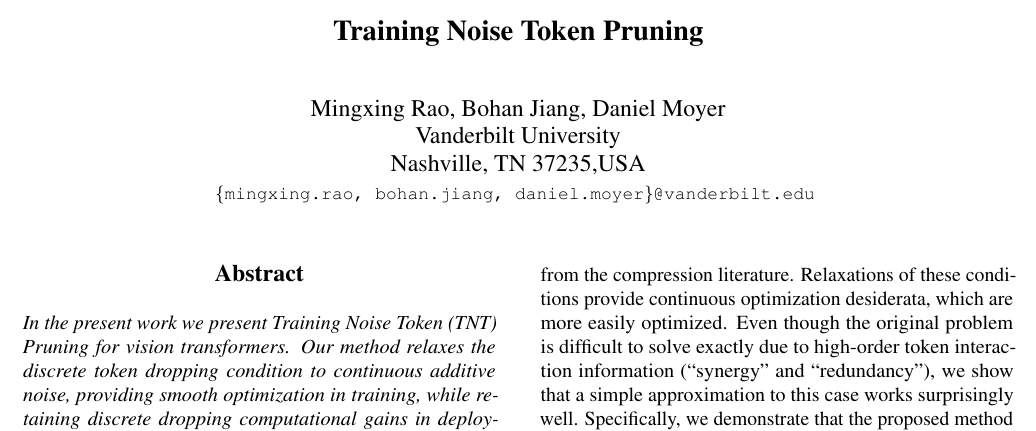 Training Noise Token Pruning
Mingxing Rao, Bohan Jiang, Daniel Moyer
Vanderbilt University
Nashville, TN 37235,USA
{mingxing.rao, bohan.jiang, daniel.moyer}@vanderbilt.edu
Abstract
In the present work we present Training Noise Token (TNT)
Pruning for vision transformers. Our method relaxes the
discrete token dropping condition to continuous additive
noise, providing smooth optimization in training, while re-
taining discrete dropping computational gains in deploy-
from the compression literature. Relaxations of these condi-
tions provide continuous optimization desiderata, which are
more easily optimized. Even though the original problem
is difficult to solve exactly due to high-order token interac-
tion information (“synergy” and “redundancy”), we show
that a simple approximation to this case works surprisingly
well. Specifically, we demonstrate that the proposed method